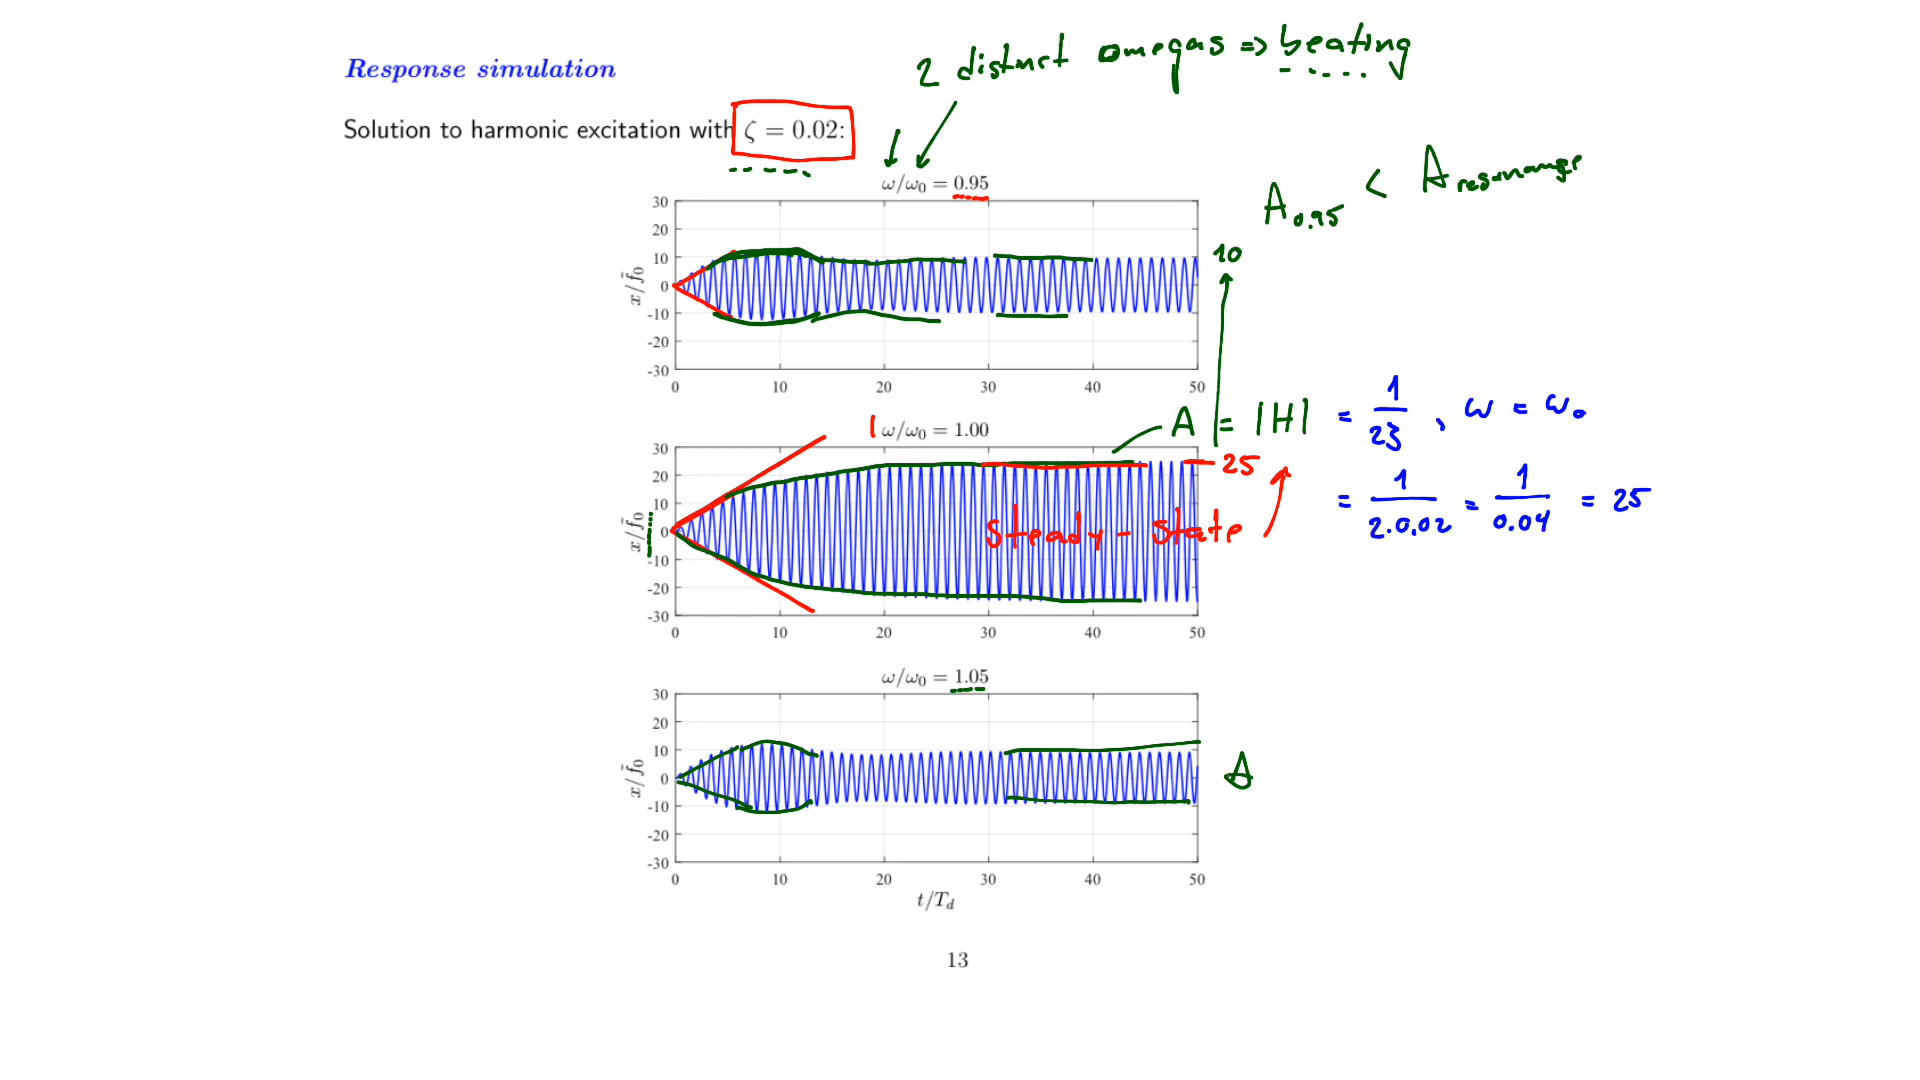 2 distinct omegas => beating
Response simulation
Solution to harmonic excitation with ζ = 0.02:
ω/ω₀ = 0.95
A₀.₉₅ < A resonance
30
20
10
0
-10
-20
-30
x/f̃₀
0 10 20 30 40 50
10
ω/ω₀ = 1.00
A = |H| = 1/2ζ , ω = ω₀
= 1/2·0.02 = 1/0.04 = 25
30
20
10
0
-10
-20
-30
x/f̃₀
25
steady-state
0 10 20 30 40 50
ω/ω₀ = 1.05
30
20
10
0
-10
-20
-30
x/f̃₀
A
0 10 20 30 40 50
t/T_d
13